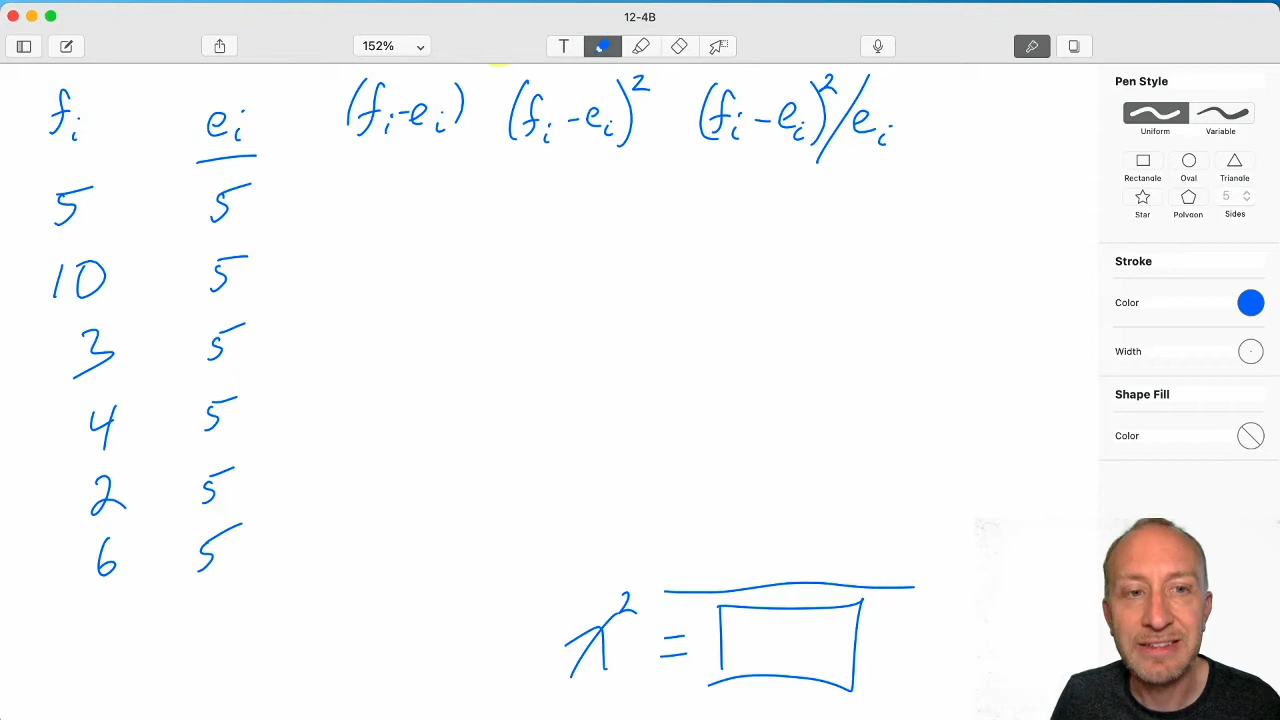 12-4B
152%
T
fi ei (fi-ei) (fi-ei)² (fi-ei)²/ei
5 5
10 5
3 5
4 5
2 5
6 5
χ² =
Pen Style
Uniform Variable
Rectangle Oval Triangle
5
Star Polygon Sides
Stroke
Color
Width
Shape Fill
Color